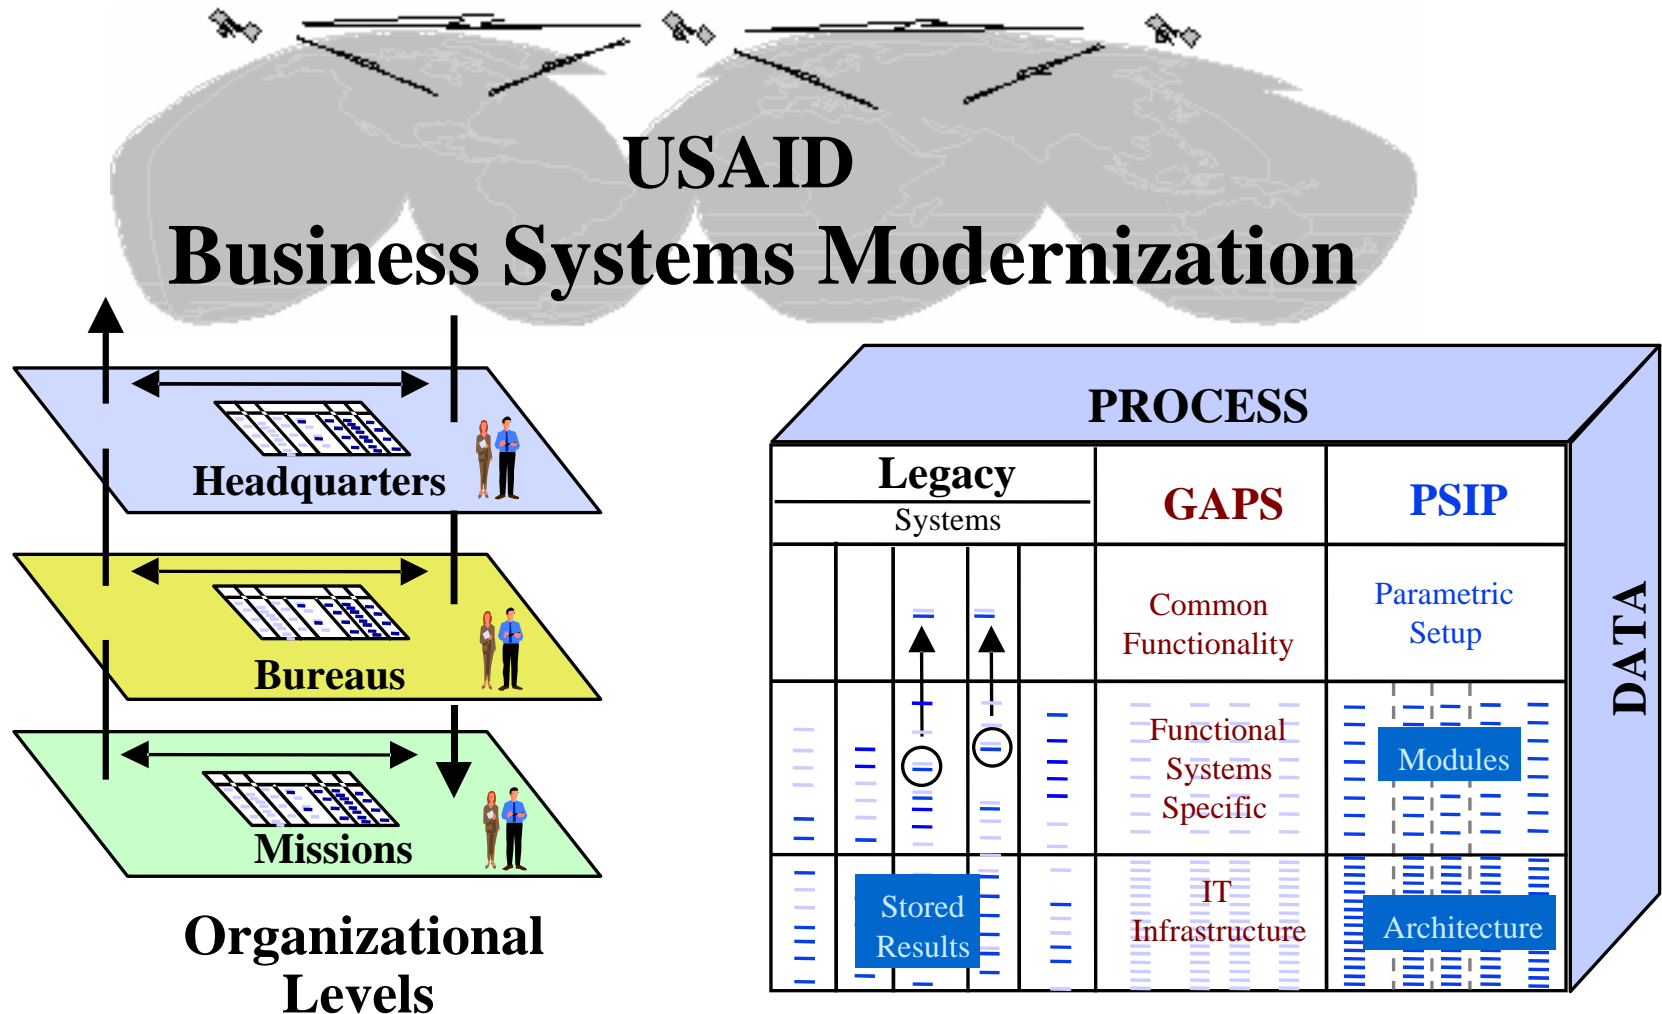 USAID
Business Systems Modernization
Headquarters
Bureaus
Missions
Organizational
Levels
PROCESS
DATA
Legacy
Systems
GAPS
PSIP
Common
Functionality
Parametric
Setup
Functional
Systems
Specific
Modules
Stored
Results
IT
Infrastructure
Architecture